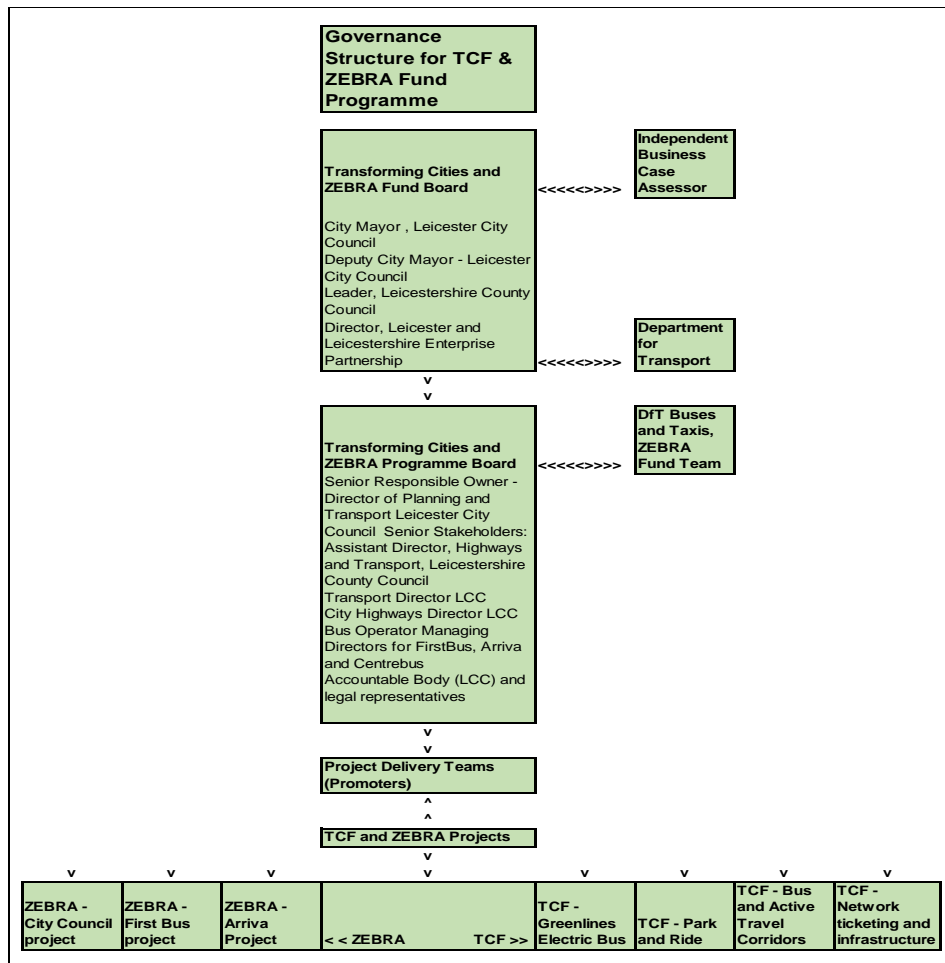 Governance
Structure for TCF &
ZEBRA Fund
Programme
Independent
Business
Case
Assessor
Transforming Cities and
ZEBRA Fund Board
<<<<<>>>>
City Mayor , Leicester City
Council
Deputy City Mayor - Leicester
City Council
Leader, Leicestershire County
Council
Director, Leicester and
Leicestershire Enterprise
Partnership
Department
for
Transport
<<<<<>>>>
v
v
DfT Buses
and Taxis,
ZEBRA
Fund Team
Transforming Cities and
ZEBRA Programme Board
<<<<<>>>>
Senior Responsible Owner -
Director of Planning and
Transport Leicester City
Council  Senior Stakeholders:
Assistant Director, Highways
and Transport, Leicestershire
County Council
Transport Director LCC
City Highways Director LCC
Bus Operator Managing
Directors for FirstBus, Arriva
and Centrebus
Accountable Body (LCC) and
legal representatives
v
v
Project Delivery Teams
(Promoters)
^
^
TCF and ZEBRA Projects
v
v v v v v v v v
ZEBRA -
City Council
project
ZEBRA -
First Bus
project
ZEBRA -
Arriva
Project
< < ZEBRA TCF >>
TCF -
Greenlines
Electric Bus
TCF - Park
and Ride
TCF - Bus
and Active
Travel
Corridors
TCF -
Network
ticketing and
infrastructure